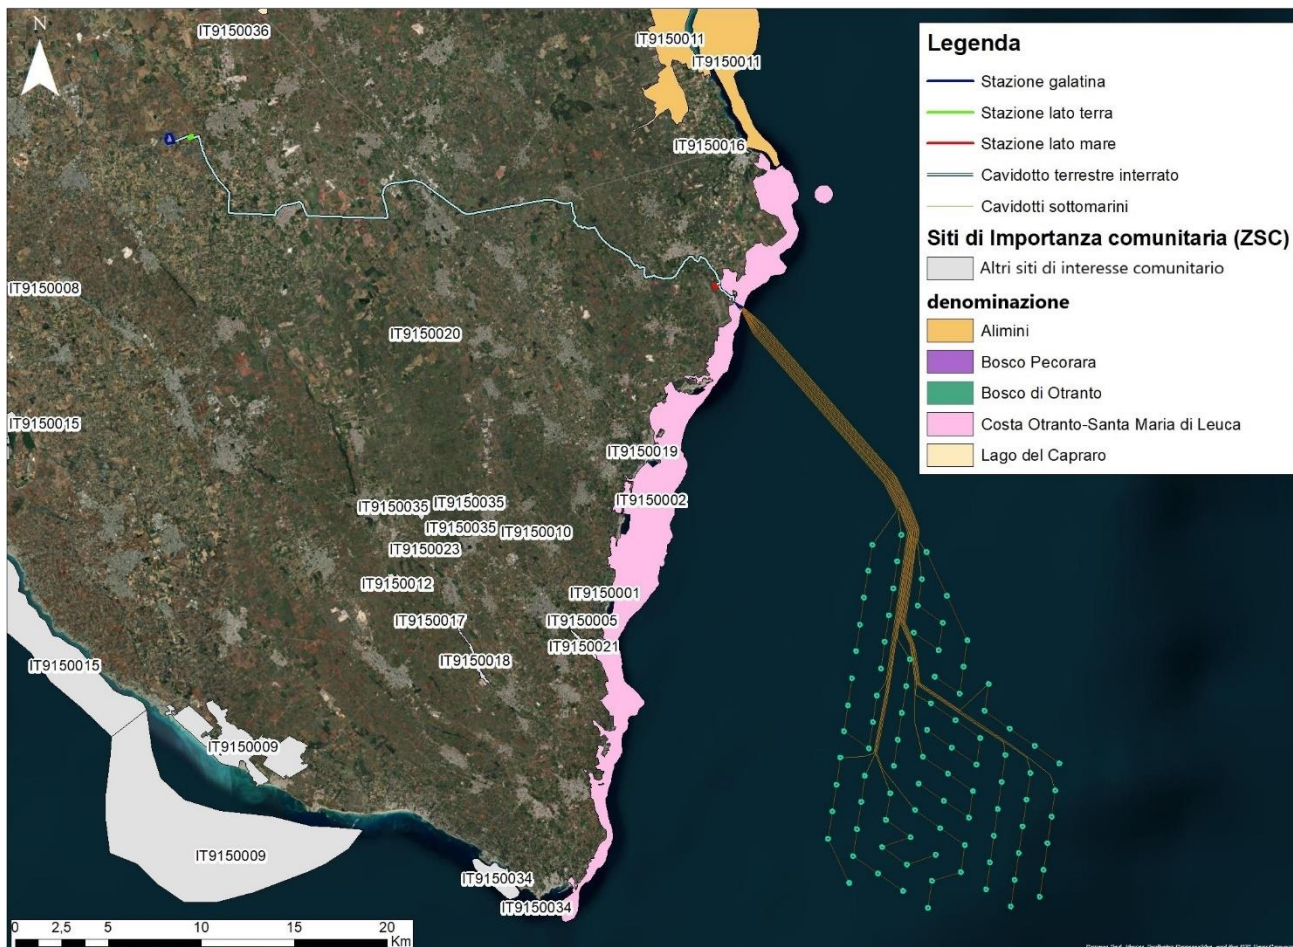 N
IT9150036
IT9150011
IT9150011
IT9150016
IT9150008
IT9150020
IT9150015
IT9150019
IT9150002
IT9150035
IT9150035
IT9150035
IT9150010
IT9150023
IT9150012
IT9150001
IT9150017
IT9150005
IT9150021
IT9150018
IT9150015
IT9150009
IT9150009
IT9150034
IT9150034
0 2,5 5 10 15 20
Km
Legenda
Stazione galatina
Stazione lato terra
Stazione lato mare
Cavidotto terrestre interrato
Cavidotti sottomarini
Siti di Importanza comunitaria (ZSC)
Altri siti di interesse comunitario
denominazione
Alimini
Bosco Pecorara
Bosco di Otranto
Costa Otranto-Santa Maria di Leuca
Lago del Capraro